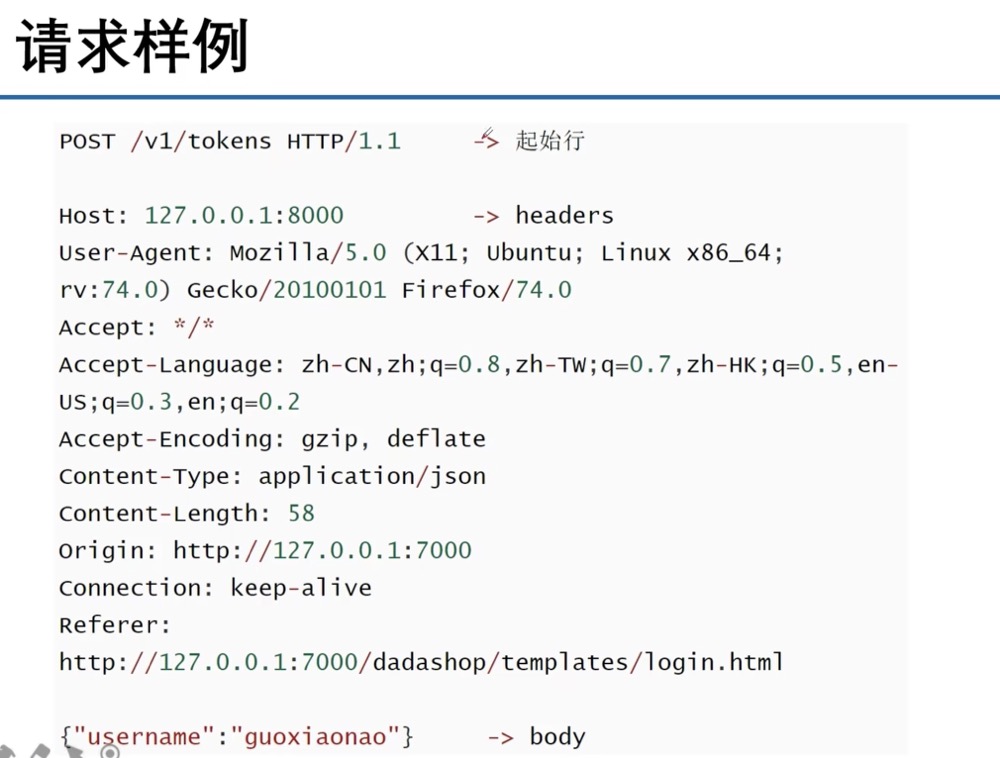 请求样例
POST /v1/tokens HTTP/1.1 -> 起始行
Host: 127.0.0.1:8000 -> headers
User-Agent: Mozilla/5.0 (X11; Ubuntu; Linux x86_64;
rv:74.0) Gecko/20100101 Firefox/74.0
Accept: */*
Accept-Language: zh-CN,zh;q=0.8,zh-TW;q=0.7,zh-HK;q=0.5,en-
US;q=0.3,en;q=0.2
Accept-Encoding: gzip, deflate
Content-Type: application/json
Content-Length: 58
Origin: http://127.0.0.1:7000
Connection: keep-alive
Referer:
http://127.0.0.1:7000/dadashop/templates/login.html
{"username":"guoxiaonao"} -> body